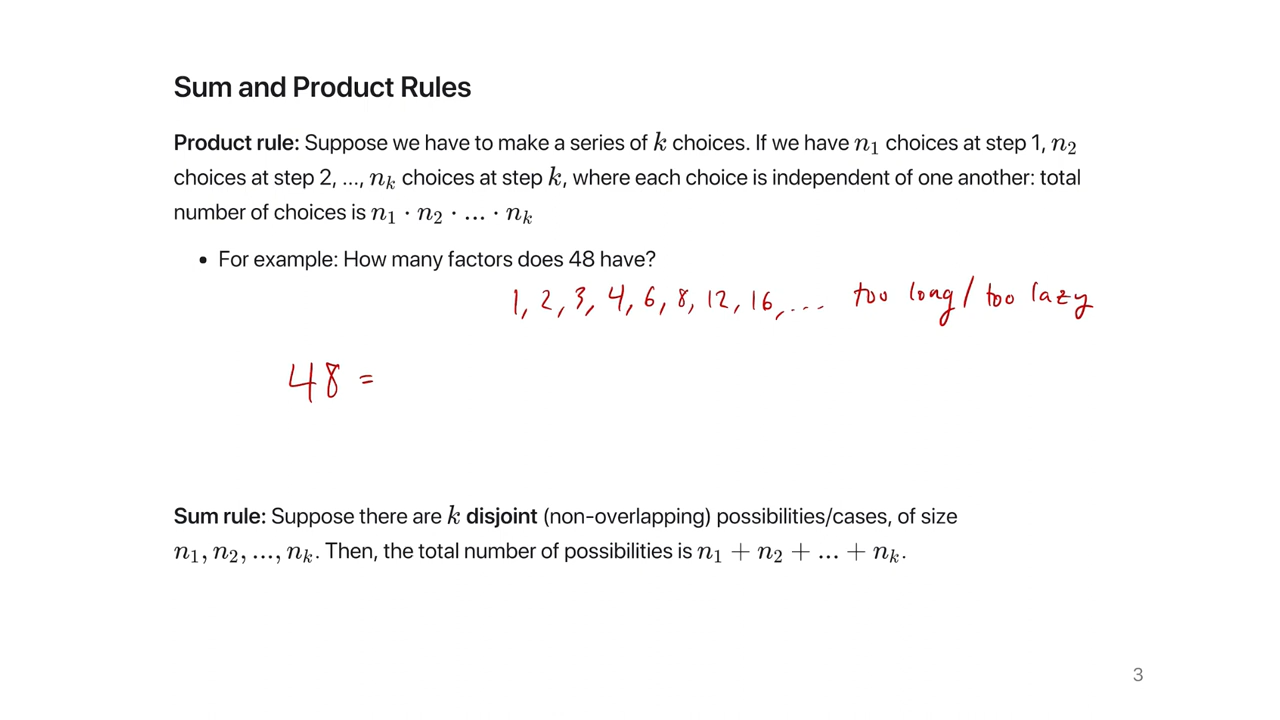 Sum and Product Rules
Product rule: Suppose we have to make a series of k choices. If we have n₁ choices at step 1, n₂
choices at step 2, ..., nₖ choices at step k, where each choice is independent of one another: total
number of choices is n₁ · n₂ · ... · nₖ
• For example: How many factors does 48 have?
1, 2, 3, 4, 6, 8, 12, 16, ... too long/too lazy
48 =
Sum rule: Suppose there are k disjoint (non-overlapping) possibilities/cases, of size
n₁, n₂, ..., nₖ. Then, the total number of possibilities is n₁ + n₂ + ... + nₖ.
3